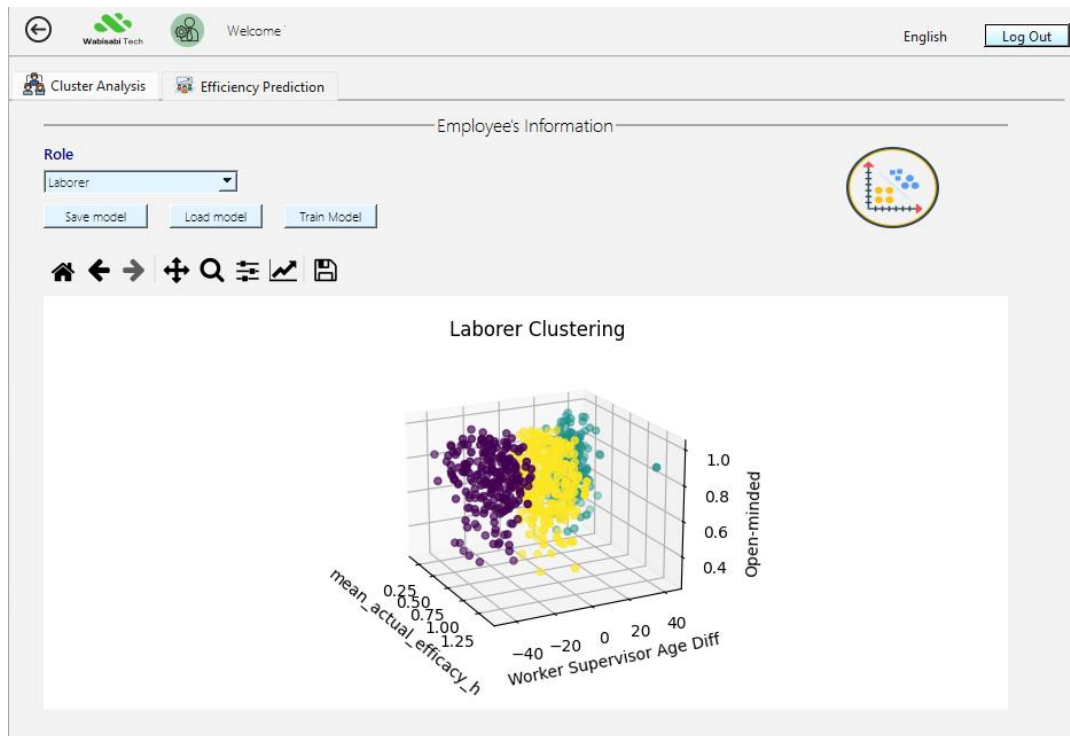 Wabisabi Tech
Welcome
English
Log Out
Cluster Analysis
Efficiency Prediction
Employee's Information
Role
Laborer
Save model
Load model
Train Model
Laborer Clustering
1.0
0.8
0.6
0.4
Open-minded
0.25
0.50
0.75
1.00
1.25
mean_actual_efficacy_h
−40 −20 0 20 40
Worker Supervisor Age Diff